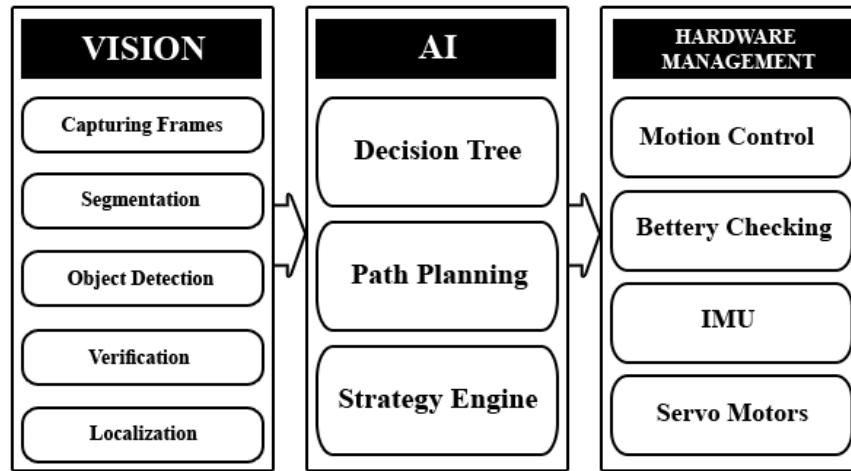 VISION
Capturing Frames
Segmentation
Object Detection
Verification
Localization
AI
Decision Tree
Path Planning
Strategy Engine
HARDWARE
MANAGEMENT
Motion Control
Bettery Checking
IMU
Servo Motors